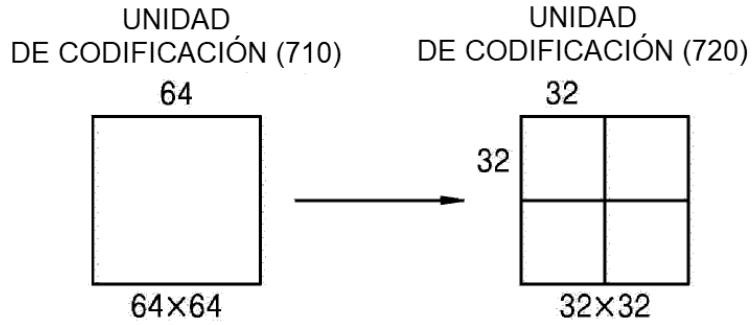 UNIDAD
DE CODIFICACIÓN (710)
64
64×64
UNIDAD
DE CODIFICACIÓN (720)
32
32
32×32